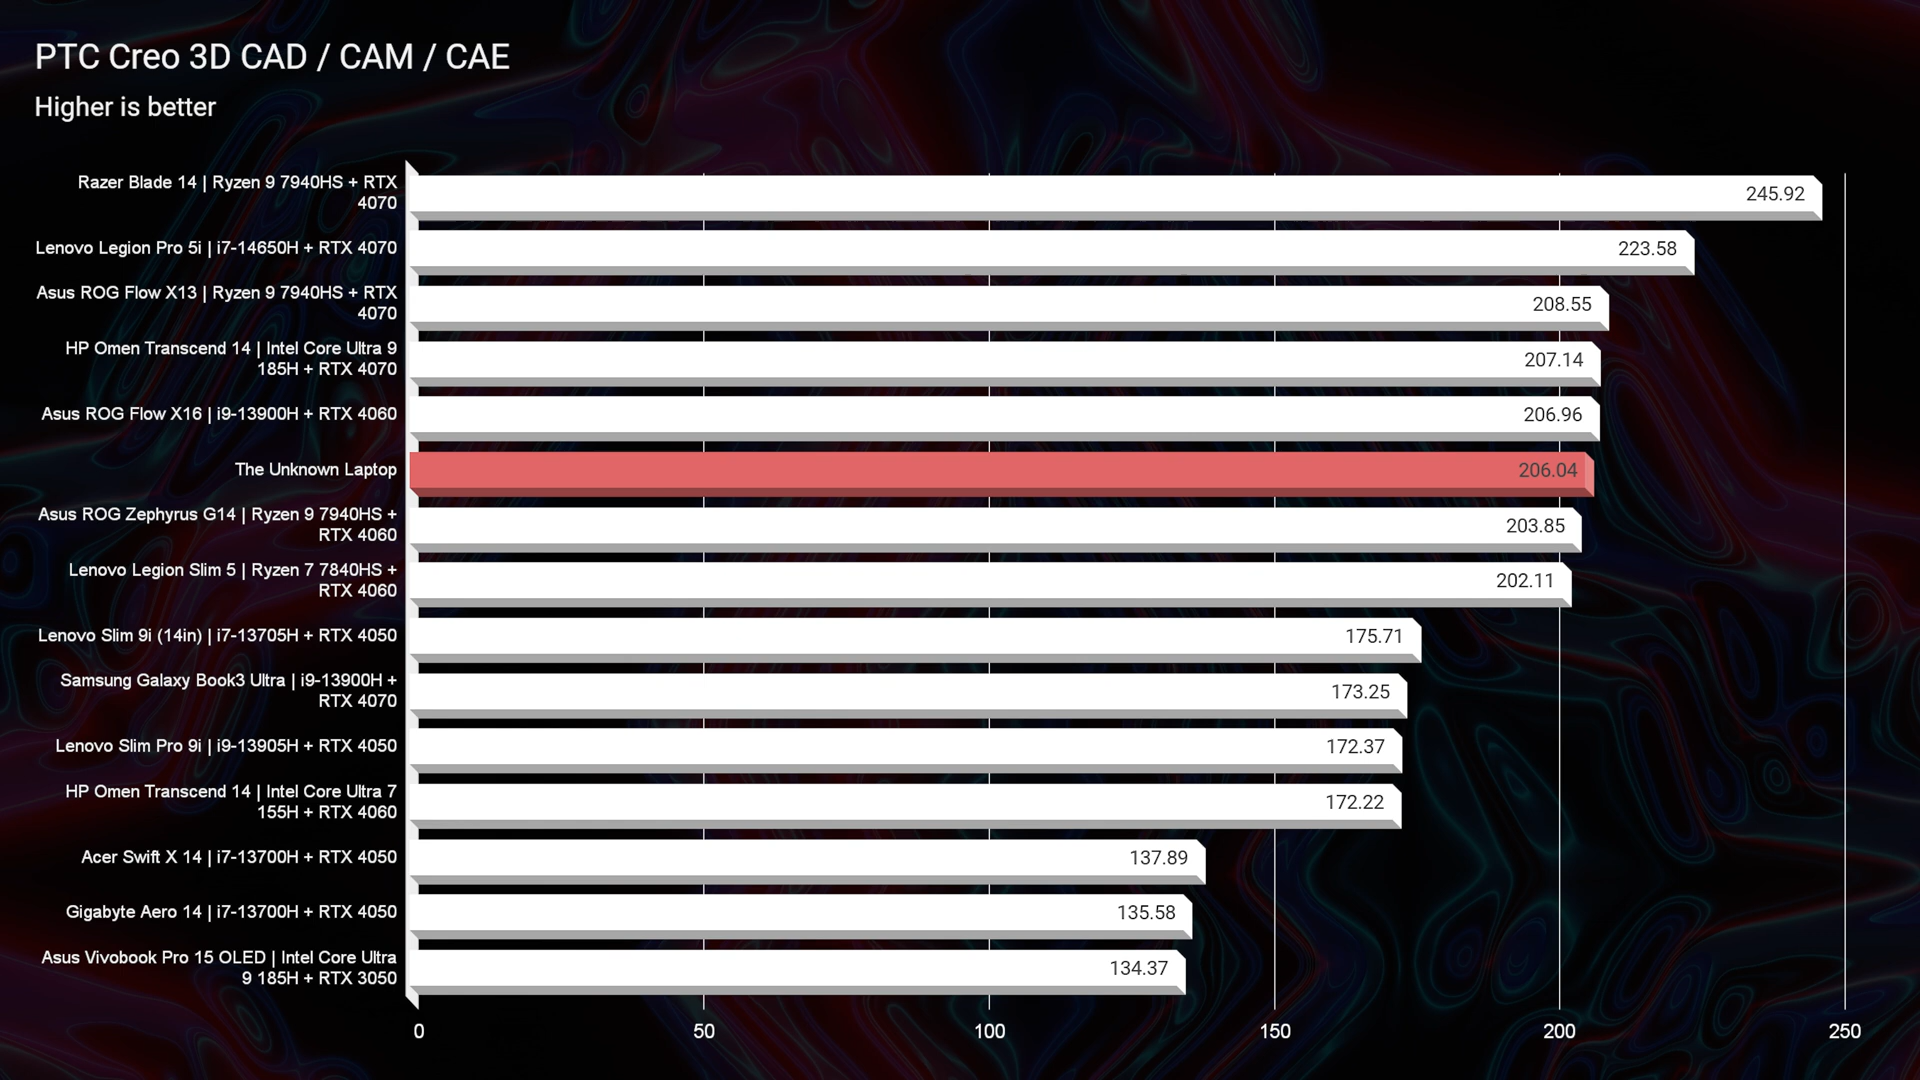 PTC Creo 3D CAD / CAM / CAE
Higher is better
Razer Blade 14 | Ryzen 9 7940HS + RTX
4070
245.92
Lenovo Legion Pro 5i | i7-14650H + RTX 4070
223.58
Asus ROG Flow X13 | Ryzen 9 7940HS + RTX
4070
208.55
HP Omen Transcend 14 | Intel Core Ultra 9
185H + RTX 4070
207.14
Asus ROG Flow X16 | i9-13900H + RTX 4060
206.96
The Unknown Laptop
206.04
Asus ROG Zephyrus G14 | Ryzen 9 7940HS +
RTX 4060
203.85
Lenovo Legion Slim 5 | Ryzen 7 7840HS +
RTX 4060
202.11
Lenovo Slim 9i (14in) | i7-13705H + RTX 4050
175.71
Samsung Galaxy Book3 Ultra | i9-13900H +
RTX 4070
173.25
Lenovo Slim Pro 9i | i9-13905H + RTX 4050
172.37
HP Omen Transcend 14 | Intel Core Ultra 7
155H + RTX 4060
172.22
Acer Swift X 14 | i7-13700H + RTX 4050
137.89
Gigabyte Aero 14 | i7-13700H + RTX 4050
135.58
Asus Vivobook Pro 15 OLED | Intel Core Ultra
9 185H + RTX 3050
134.37
0 50 100 150 200 250